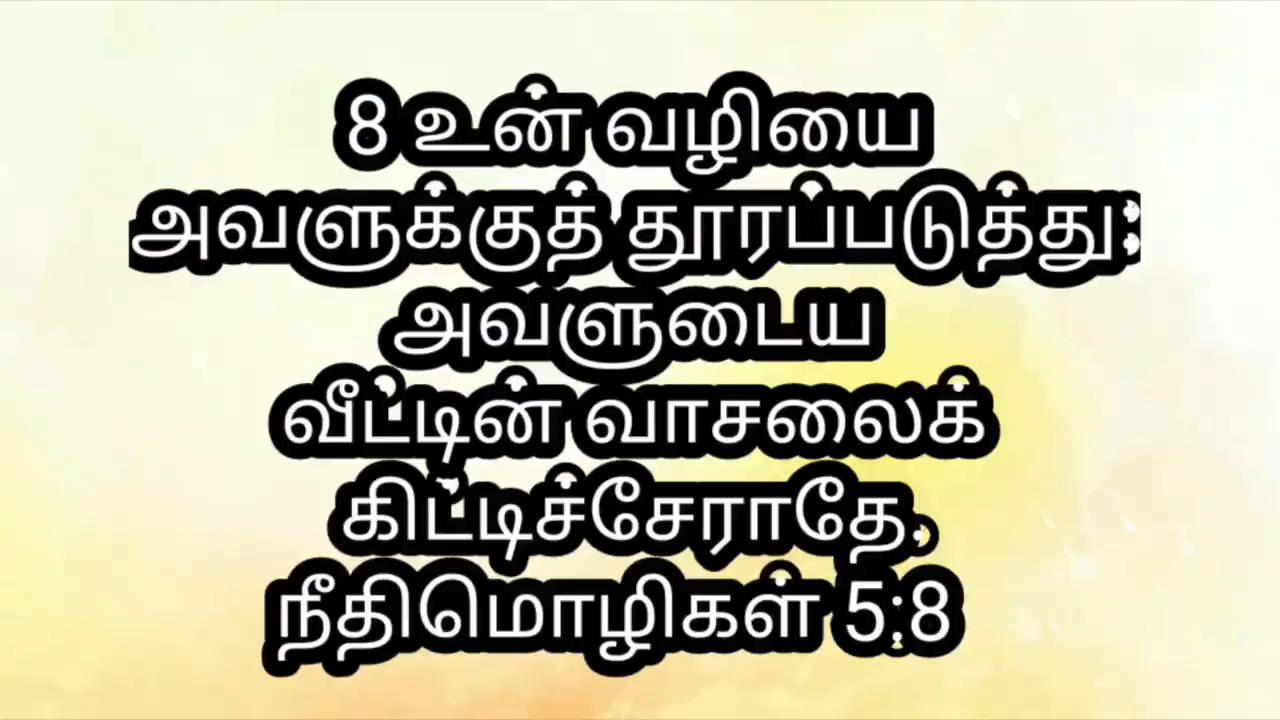 8 உன் வழியை
அவளுக்குத் தூரப்படுத்து;
அவளுடைய
வீட்டின் வாசலைக்
கிட்டிச்சேராதே.
நீதிமொழிகள் 5:8